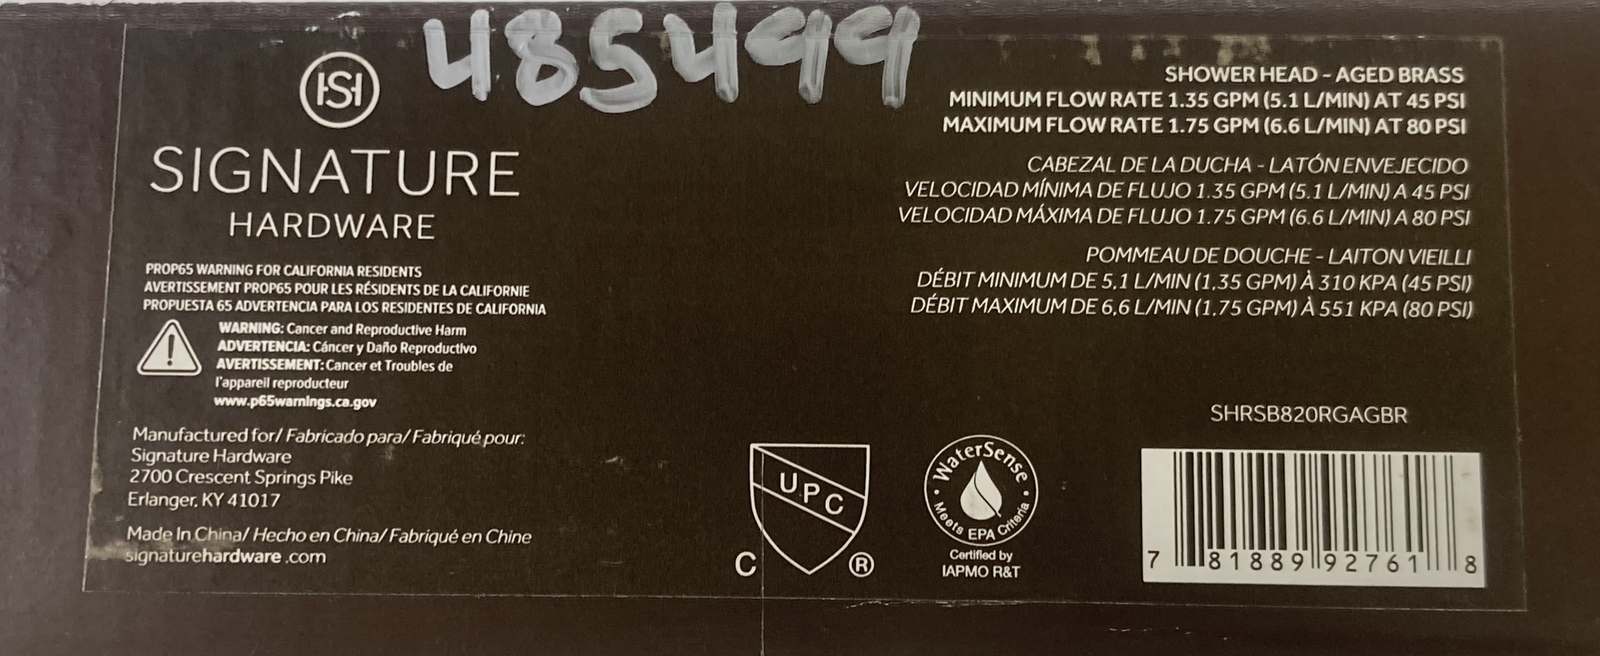 485499
HS
SIGNATURE
HARDWARE
PROP65 WARNING FOR CALIFORNIA RESIDENTS
AVERTISSEMENT PROP65 POUR LES RÉSIDENTS DE LA CALIFORNIE
PROPUESTA 65 ADVERTENCIA PARA LOS RESIDENTES DE CALIFORNIA
WARNING: Cancer and Reproductive Harm
ADVERTENCIA: Cáncer y Daño Reproductivo
AVERTISSEMENT: Cancer et Troubles de
l'appareil reproducteur
www.p65warnings.ca.gov
Manufactured for/ Fabricado para/ Fabriqué pour:
Signature Hardware
2700 Crescent Springs Pike
Erlanger, KY 41017
Made In China/ Hecho en China/ Fabriqué en Chine
signaturehardware .com
SHOWER HEAD - AGED BRASS
MINIMUM FLOW RATE 1.35 GPM (5.1 L/MIN) AT 45 PSI
MAXIMUM FLOW RATE 1.75 GPM (6.6 L/MIN) AT 80 PSI
CABEZAL DE LA DUCHA - LATÓN ENVEJECIDO
VELOCIDAD MÍNIMA DE FLUJO 1.35 GPM (5.1 L/MIN) A 45 PSI
VELOCIDAD MÁXIMA DE FLUJO 1.75 GPM (6.6 L/MIN) A 80 PSI
POMMEAU DE DOUCHE - LAITON VIEILLI
DÉBIT MINIMUM DE 5,1 L/MIN (1,35 GPM) À 310 KPA (45 PSI)
DÉBIT MAXIMUM DE 6,6 L/MIN (1.75 GPM) À 551 KPA (80 PSI)
UPC
C ®
WaterSense
Meets EPA Criteria
Certified by
IAPMO R&T
SHRSB820RGAGBR
7 81889 92761 8